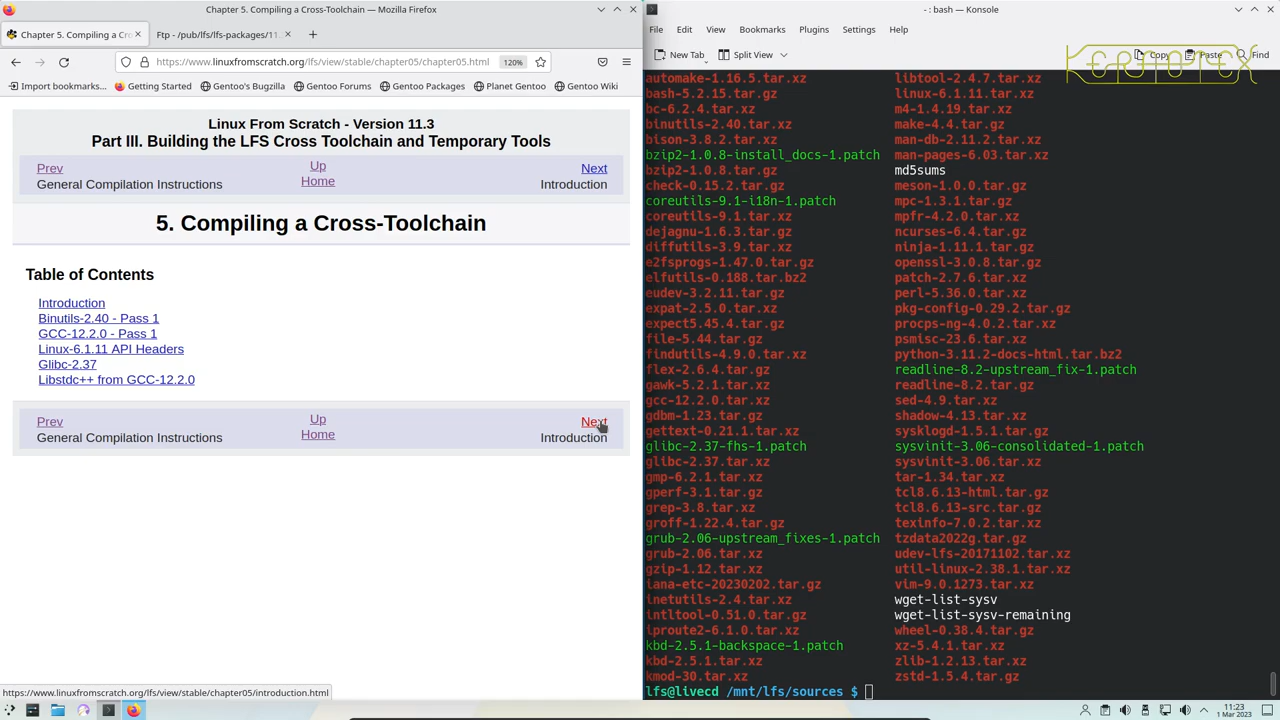 Chapter 5. Compiling a Cross-Toolchain — Mozilla Firefox
Chapter 5. Compiling a Cro
Ftp - /pub/lfs/lfs-packages/11.
https://www.linuxfromscratch.org/lfs/view/stable/chapter05/chapter05.html
120%
Import bookmarks...
Getting Started
Gentoo's Bugzilla
Gentoo Forums
Gentoo Packages
Planet Gentoo
Gentoo Wiki
Linux From Scratch - Version 11.3
Part III. Building the LFS Cross Toolchain and Temporary Tools
Prev
Up
Next
General Compilation Instructions
Home
Introduction
5. Compiling a Cross-Toolchain
Table of Contents
Introduction
Binutils-2.40 - Pass 1
GCC-12.2.0 - Pass 1
Linux-6.1.11 API Headers
Glibc-2.37
Libstdc++ from GCC-12.2.0
Prev
Up
Next
General Compilation Instructions
Home
Introduction
https://www.linuxfromscratch.org/lfs/view/stable/chapter05/introduction.html
- : bash — Konsole
File Edit View Bookmarks Plugins Settings Help
New Tab
Split View
Copy
Paste
Find
automake-1.16.5.tar.xz
bash-5.2.15.tar.gz
bc-6.2.4.tar.xz
binutils-2.40.tar.xz
bison-3.8.2.tar.xz
bzip2-1.0.8-install_docs-1.patch
bzip2-1.0.8.tar.gz
check-0.15.2.tar.gz
coreutils-9.1-i18n-1.patch
coreutils-9.1.tar.xz
dejagnu-1.6.3.tar.gz
diffutils-3.9.tar.xz
e2fsprogs-1.47.0.tar.gz
elfutils-0.188.tar.bz2
eudev-3.2.11.tar.gz
expat-2.5.0.tar.xz
expect5.45.4.tar.gz
file-5.44.tar.gz
findutils-4.9.0.tar.xz
flex-2.6.4.tar.gz
gawk-5.2.1.tar.xz
gcc-12.2.0.tar.xz
gdbm-1.23.tar.gz
gettext-0.21.1.tar.xz
glibc-2.37-fhs-1.patch
glibc-2.37.tar.xz
gmp-6.2.1.tar.xz
gperf-3.1.tar.gz
grep-3.8.tar.xz
groff-1.22.4.tar.gz
grub-2.06-upstream_fixes-1.patch
grub-2.06.tar.xz
gzip-1.12.tar.xz
iana-etc-20230202.tar.gz
inetutils-2.4.tar.xz
intltool-0.51.0.tar.gz
iproute2-6.1.0.tar.xz
kbd-2.5.1-backspace-1.patch
kbd-2.5.1.tar.xz
kmod-30.tar.xz
libtool-2.4.7.tar.xz
linux-6.1.11.tar.xz
m4-1.4.19.tar.xz
make-4.4.tar.gz
man-db-2.11.2.tar.xz
man-pages-6.03.tar.xz
md5sums
meson-1.0.0.tar.gz
mpc-1.3.1.tar.gz
mpfr-4.2.0.tar.xz
ncurses-6.4.tar.gz
ninja-1.11.1.tar.gz
openssl-3.0.8.tar.gz
patch-2.7.6.tar.xz
perl-5.36.0.tar.xz
pkg-config-0.29.2.tar.gz
procps-ng-4.0.2.tar.xz
psmisc-23.6.tar.xz
python-3.11.2-docs-html.tar.bz2
readline-8.2-upstream_fix-1.patch
readline-8.2.tar.gz
sed-4.9.tar.xz
shadow-4.13.tar.xz
sysklogd-1.5.1.tar.gz
sysvinit-3.06-consolidated-1.patch
sysvinit-3.06.tar.xz
tar-1.34.tar.xz
tcl8.6.13-html.tar.gz
tcl8.6.13-src.tar.gz
texinfo-7.0.2.tar.xz
tzdata2022g.tar.gz
udev-lfs-20171102.tar.xz
util-linux-2.38.1.tar.xz
vim-9.0.1273.tar.xz
wget-list-sysv
wget-list-sysv-remaining
wheel-0.38.4.tar.gz
xz-5.4.1.tar.xz
zlib-1.2.13.tar.xz
zstd-1.5.4.tar.gz
lfs@livecd /mnt/lfs/sources $
11:23
1 Mar 2023